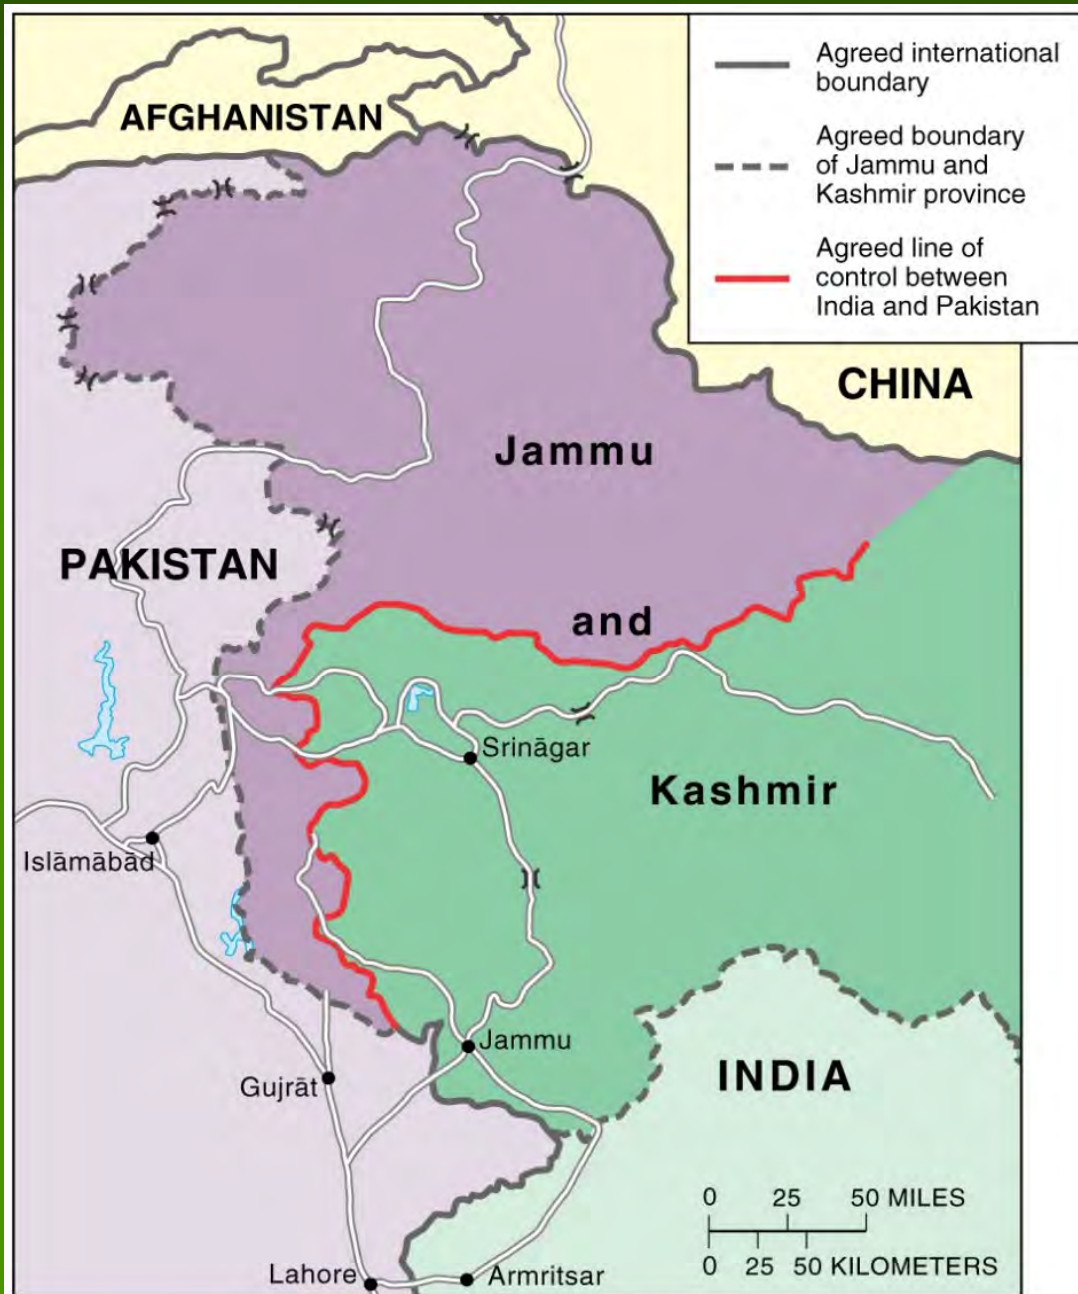 Agreed international
boundary
Agreed boundary
of Jammu and
Kashmir province
Agreed line of
control between
India and Pakistan
AFGHANISTAN
CHINA
Jammu
PAKISTAN
and
Srināgar
Kashmir
Islāmābād
Jammu
INDIA
Gujrāt
0 25 50 MILES
0 25 50 KILOMETERS
Lahore
Armritsar